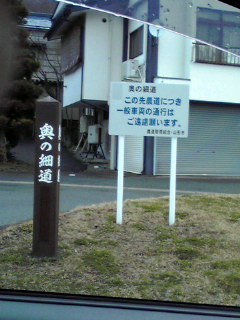 奥の細道
奥の細道
この先農道につき
一般車両の通行は
ご遠慮願います。